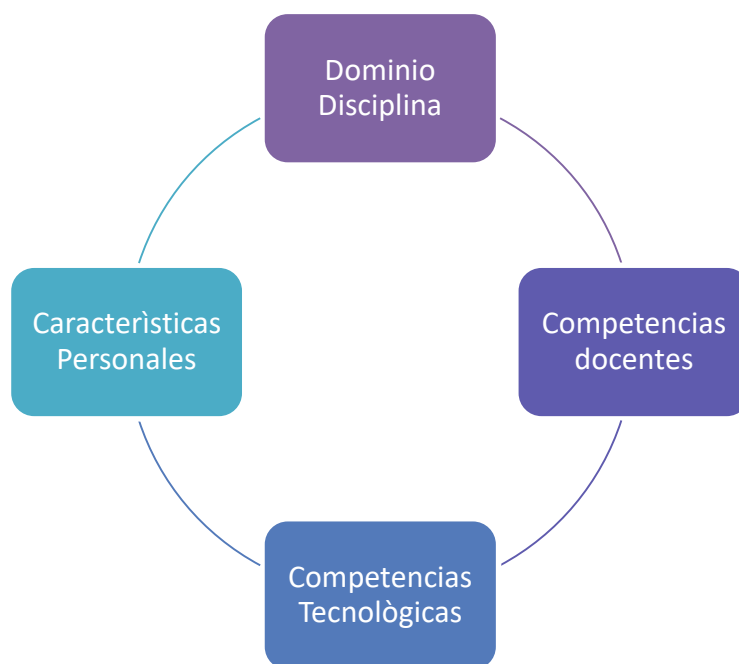 Dominio
Disciplina
Caracterìsticas
Personales
Competencias
docentes
Competencias
Tecnològicas